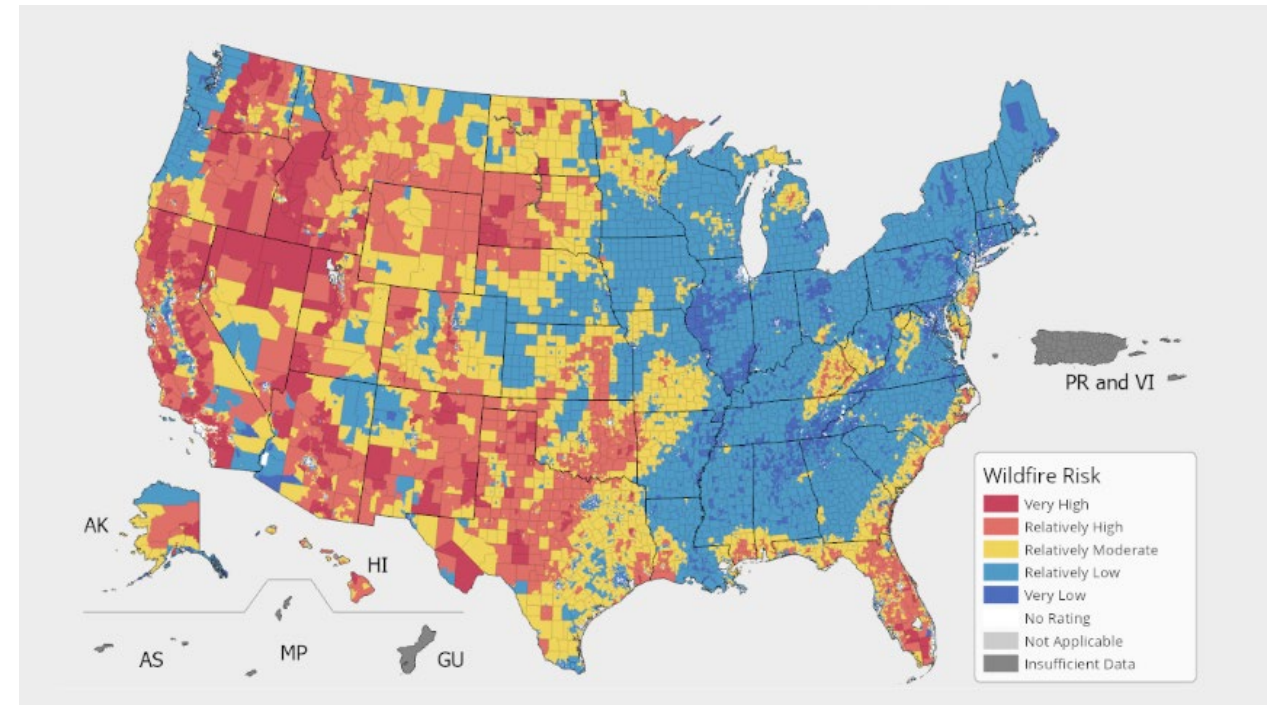 PR and VI
AK
HI
AS
MP
GU
Wildfire Risk
Very High
Relatively High
Relatively Moderate
Relatively Low
Very Low
No Rating
Not Applicable
Insufficient Data